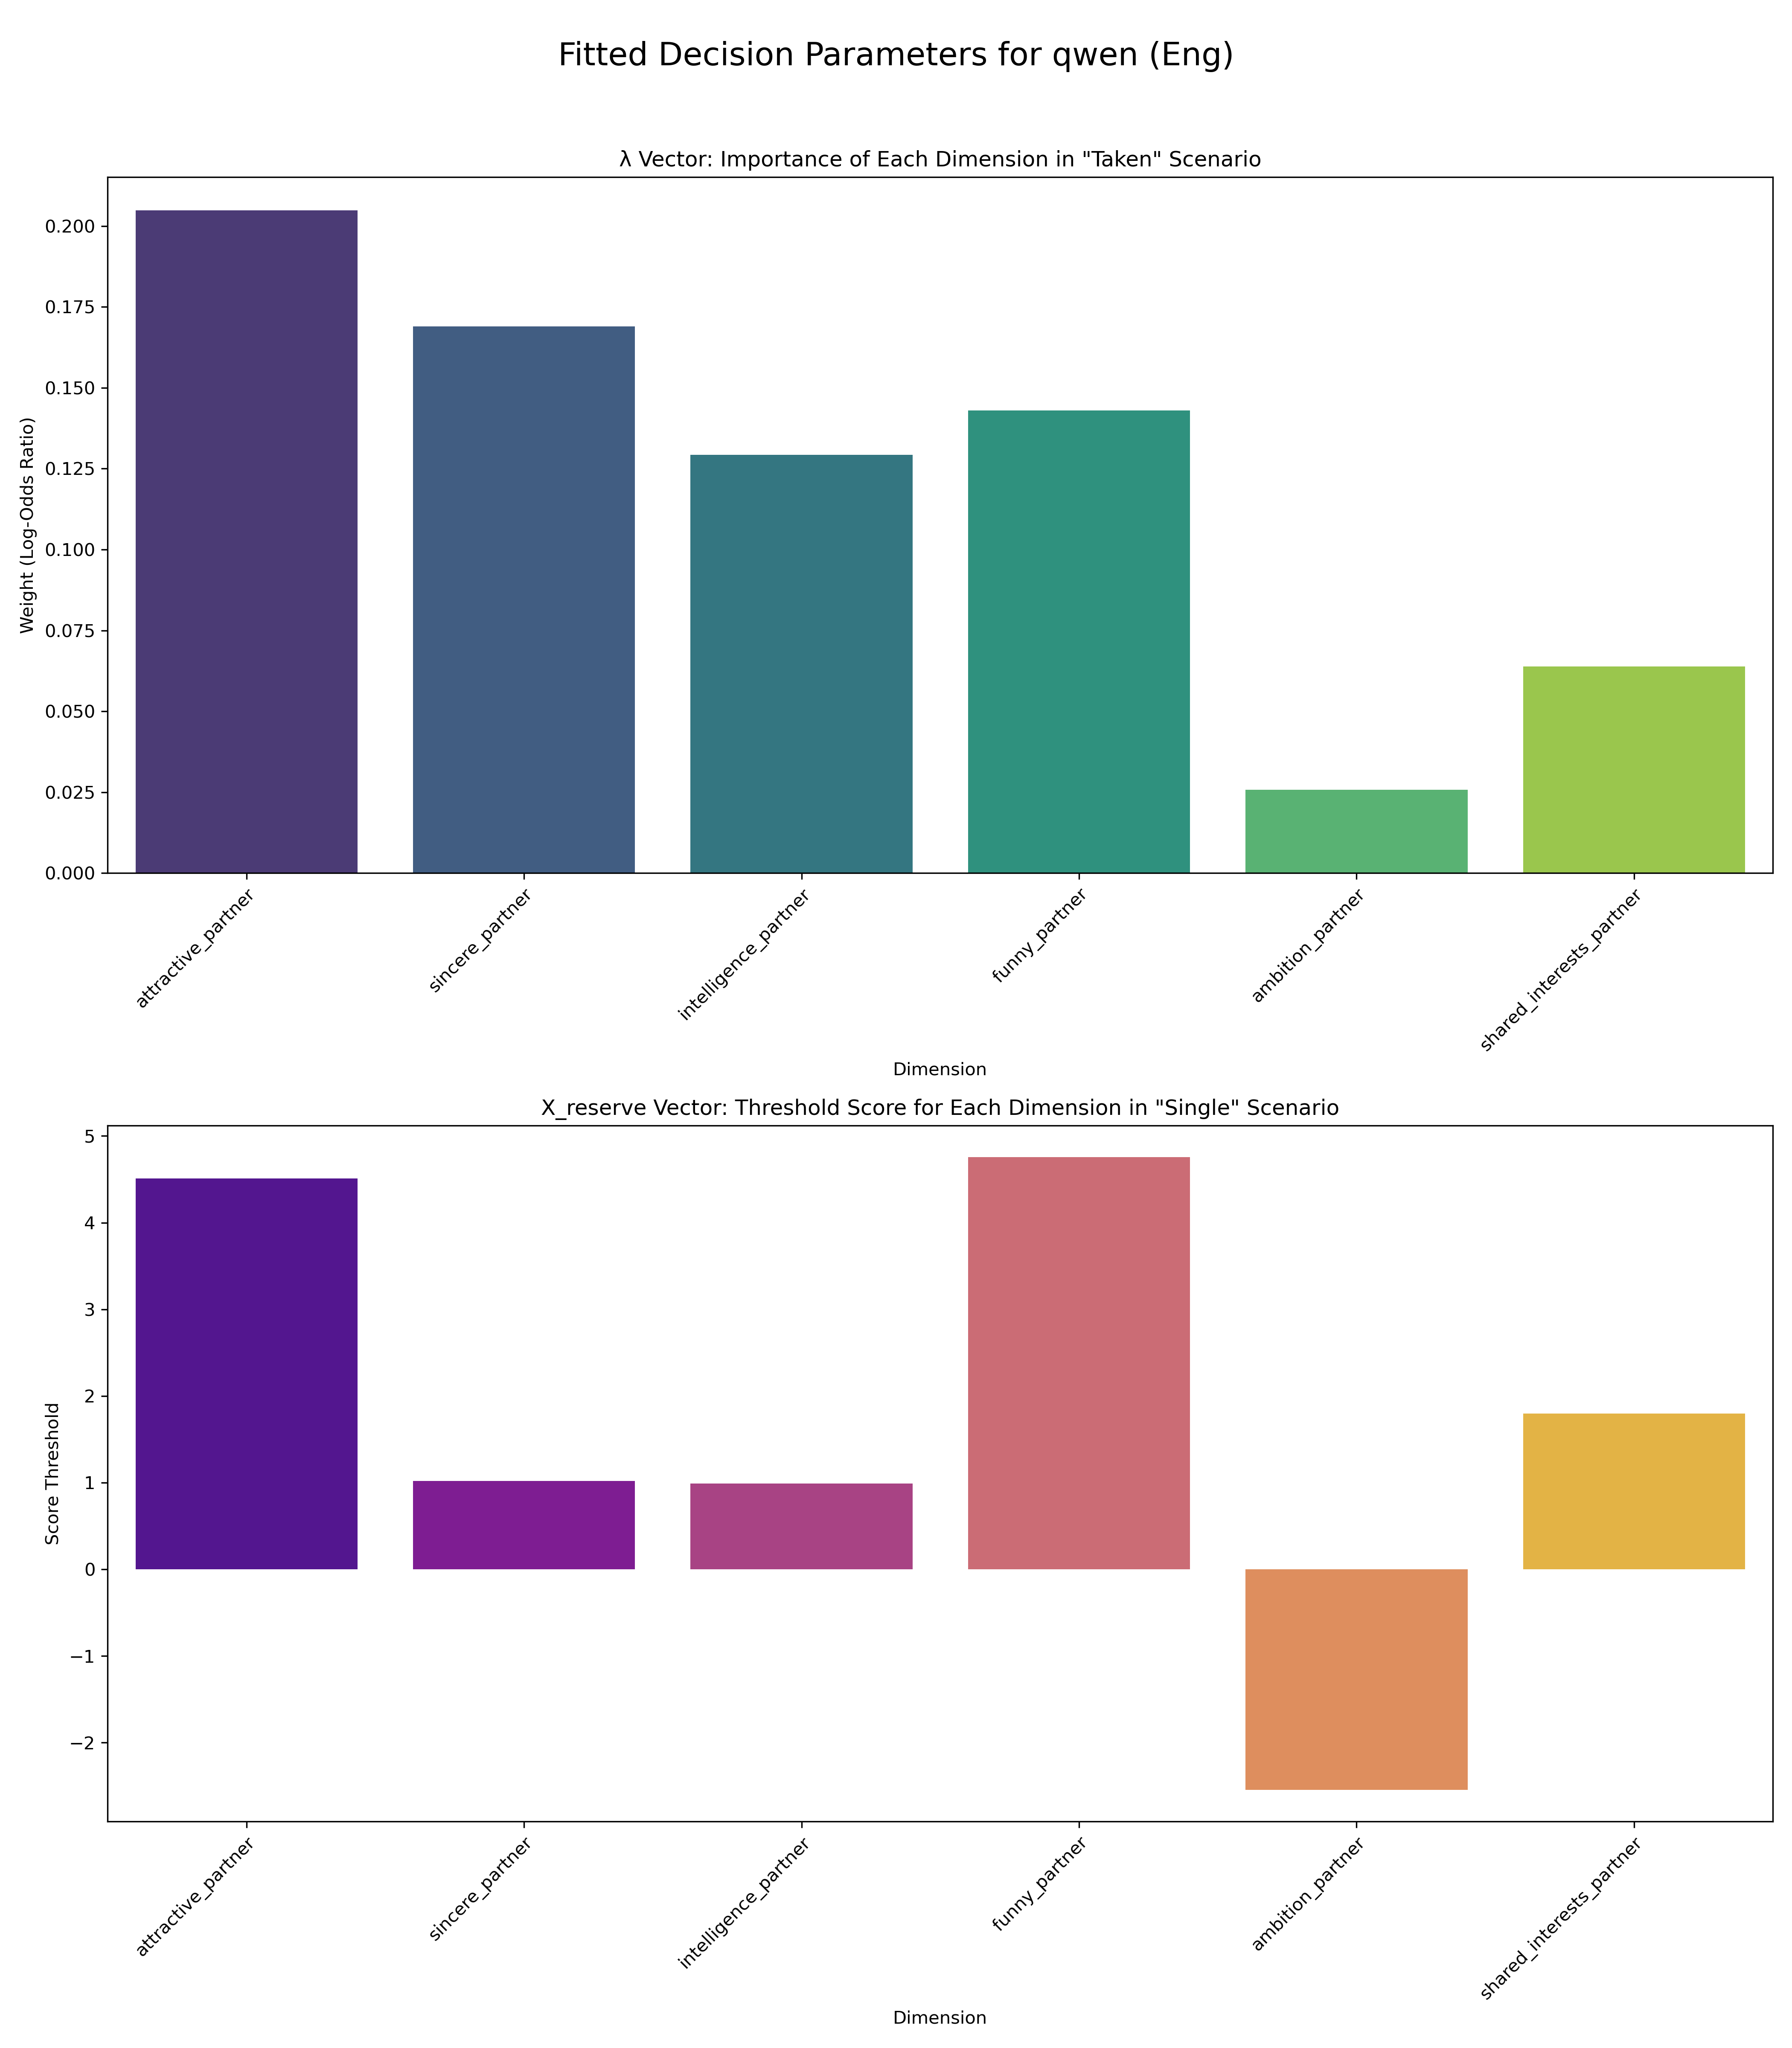 Fitted Decision Parameters for qwen (Eng)
λ Vector: Importance of Each Dimension in "Taken" Scenario
Weight (Log-Odds Ratio)
0.200
0.175
0.150
0.125
0.100
0.075
0.050
0.025
0.000
attractive_partner
sincere_partner
intelligence_partner
funny_partner
ambition_partner
shared_interests_partner
Dimension
X_reserve Vector: Threshold Score for Each Dimension in "Single" Scenario
Score Threshold
5
4
3
2
1
0
−1
−2
attractive_partner
sincere_partner
intelligence_partner
funny_partner
ambition_partner
shared_interests_partner
Dimension